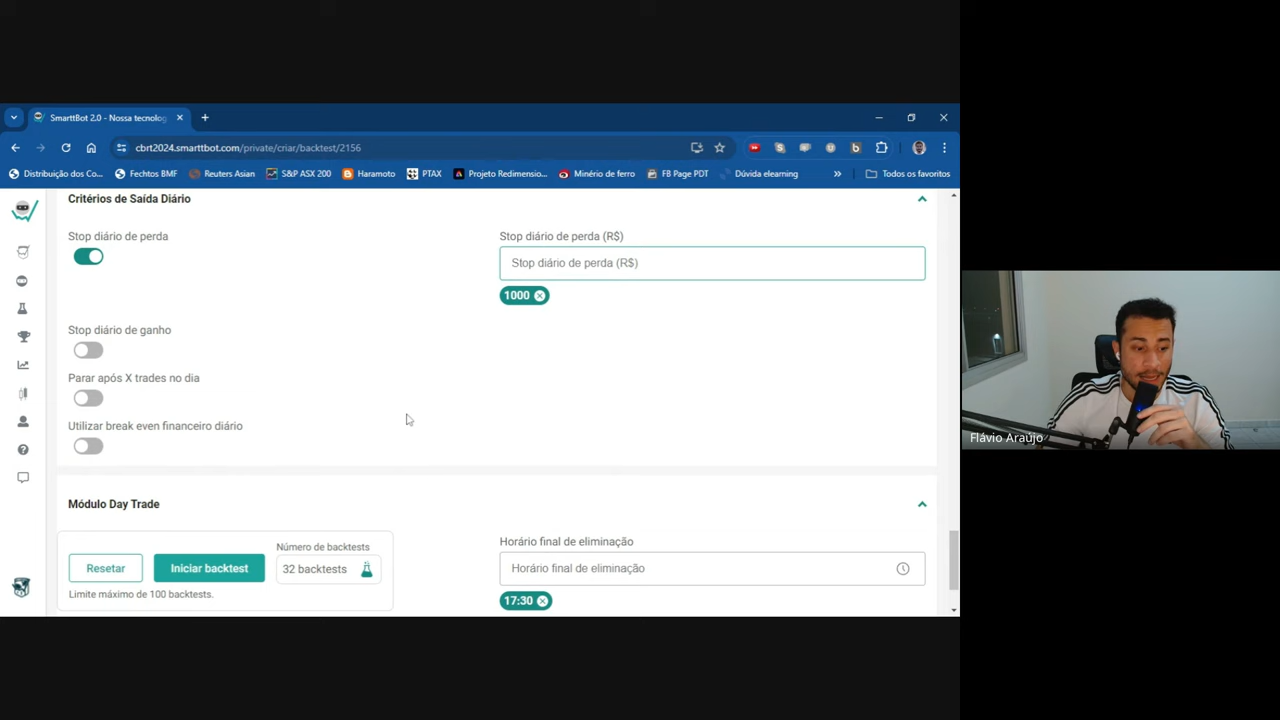 SmarttBot 2.0 - Nossa tecnolog
cbrt2024.smarttbot.com/private/criar/backtest/2156
Distribuição dos Co...
Fechtos BMF
Reuters Asian
S&P ASX 200
Haramoto
PTAX
Projeto Redimensio...
Minério de ferro
FB Page PDT
Dúvida elearning
»
Todos os favoritos
Critérios de Saída Diário
Stop diário de perda
Stop diário de perda (R$)
Stop diário de perda (R$)
1000
Stop diário de ganho
Parar após X trades no dia
Utilizar break even financeiro diário
Módulo Day Trade
Resetar
Iniciar backtest
Número de backtests
32 backtests
Limite máximo de 100 backtests.
Horário final de eliminação
Horário final de eliminação
17:30
Flávio Araújo